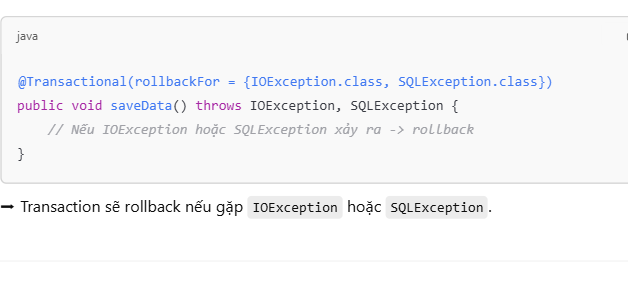 java
@Transactional(rollbackFor = {IOException.class, SQLException.class})
public void saveData() throws IOException, SQLException {
    // Nếu IOException hoặc SQLException xảy ra -> rollback
}
➡ Transaction sẽ rollback nếu gặp IOException hoặc SQLException.